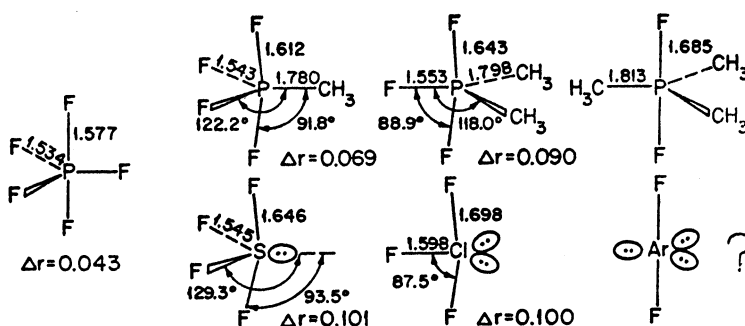 F
1.577
F
1.534
P
F
F
F
Δr=0.043
F
1.612
F
1.543
P
1.780
CH₃
F
122.2°
91.8°
F
Δr=0.069
F
1.643
F
1.553
P
1.798
CH₃
CH₃
88.9°
118.0°
F
Δr=0.090
F
1.685
H₃C
1.813
P
CH₃
CH₃
F
F
1.646
F
1.545
S
F
129.3°
93.5°
F
Δr=0.101
F
1.698
F
1.598
Cl
87.5°
F
Δr=0.100
F
Ar
F
?